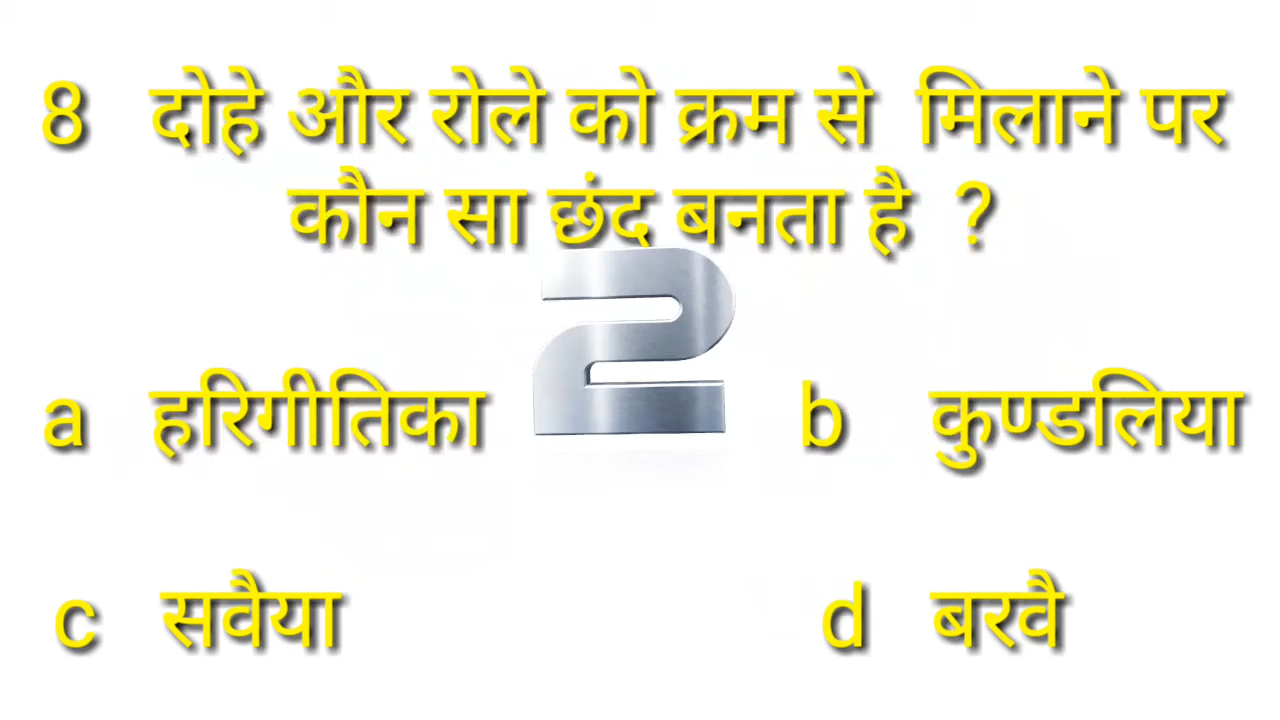 8 दोहे और रोले को क्रम से मिलाने पर
कौन सा छंद बनता है ?
2
a हरिगीतिका b कुण्डलिया
c सवैया d बरवै